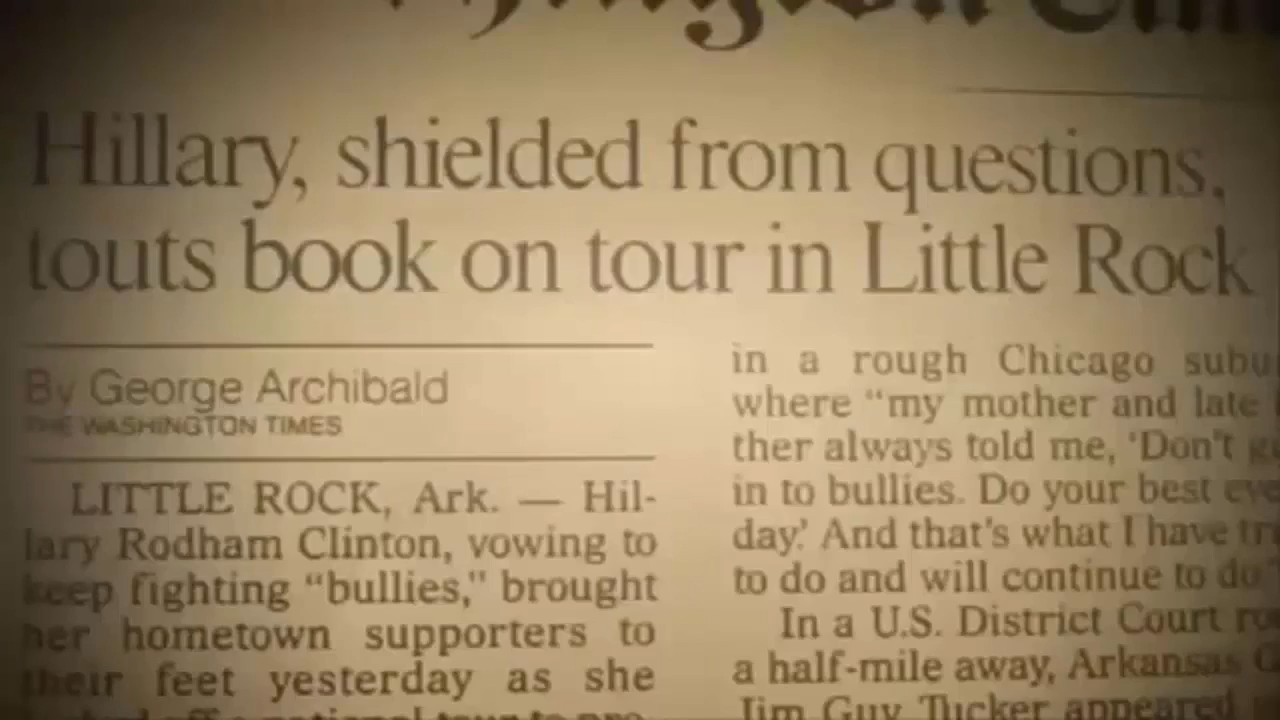 Hillary, shielded from questions,
touts book on tour in Little Rock
By George Archibald
THE WASHINGTON TIMES
LITTLE ROCK, Ark. — Hil-
lary Rodham Clinton, vowing to
keep fighting "bullies," brought
her hometown supporters to
their feet yesterday as she
in a rough Chicago
where "my mother and late
ther always told me, 'Don't
in to bullies. Do your best
day.' And that's what I have
to do and will continue to do
In a U.S. District Court
a half-mile away, Arkansas
Jim Guy Tucker appeared